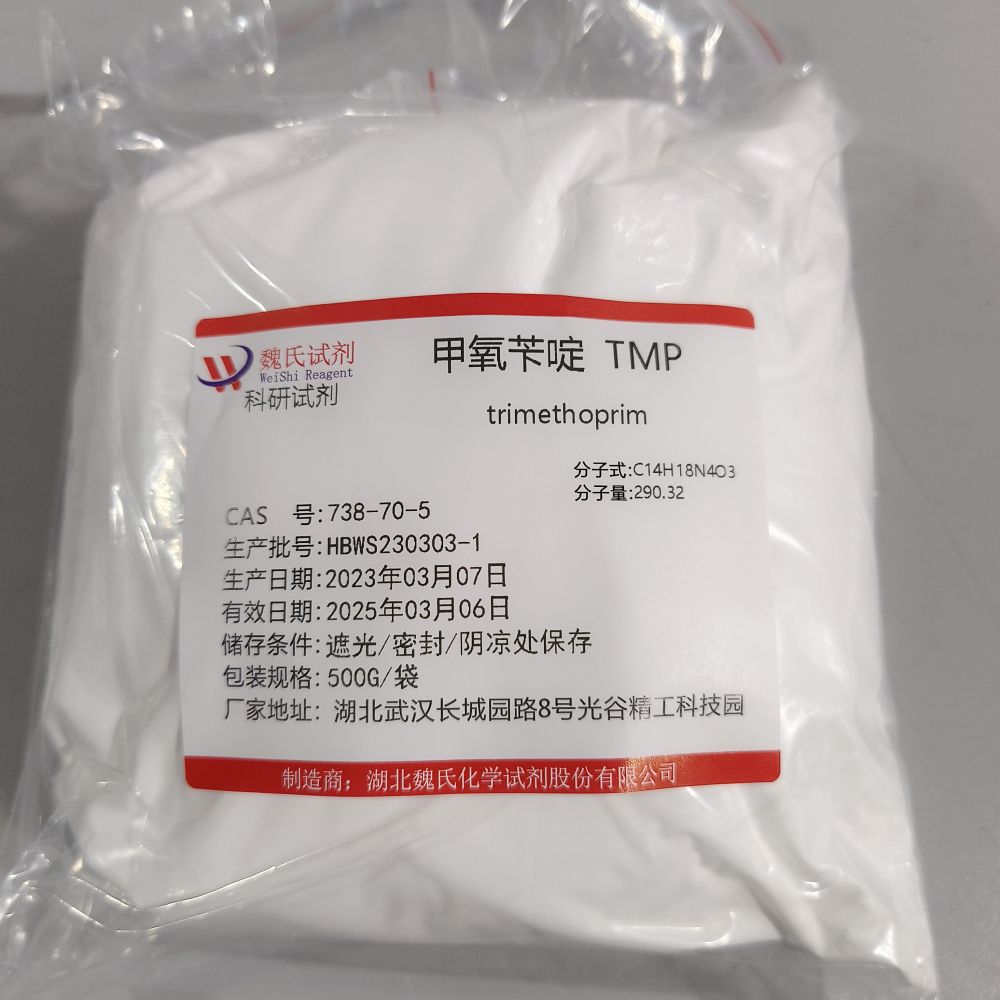 魏氏试剂
WeiShi Reagent
科研试剂
甲氧苄啶 TMP
trimethoprim
分子式:C14H18N4O3
分子量:290.32
CAS 号:738-70-5
生产批号:HBWS230303-1
生产日期:2023年03月07日
有效日期:2025年03月06日
储存条件:遮光/密封/阴凉处保存
包装规格:500G/袋
厂家地址: 湖北武汉长城园路8号光谷精工科技园
制造商:湖北魏氏化学试剂股份有限公司